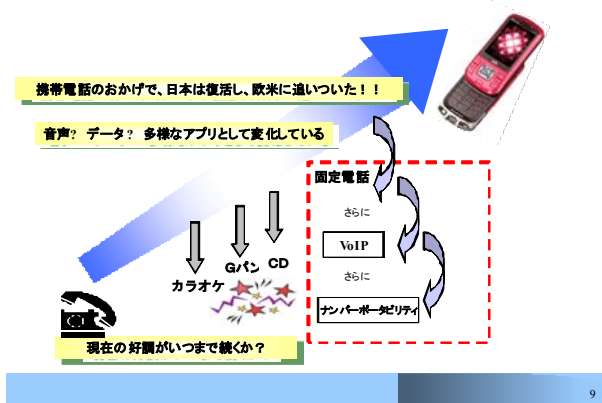 携帯電話のおかげで、日本は復活し、欧米に追いついた！！
音声? データ? 多様なアプリとして変化している
固定電話
さらに
VoIP
さらに
ナンバーポータビリティ
カラオケ
Gパン
CD
現在の好調がいつまで続くか？
9